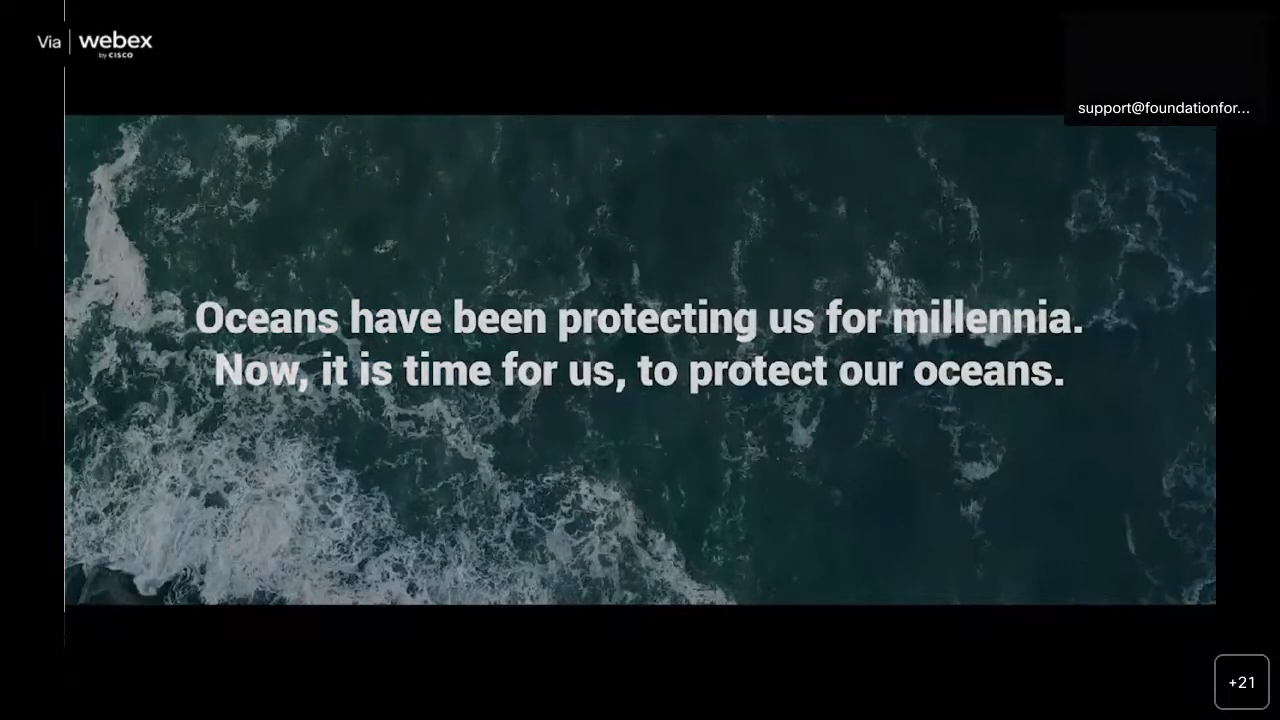 Via webex
by CISCO
support@foundationfor...
Oceans have been protecting us for millennia.
Now, it is time for us, to protect our oceans.
+21